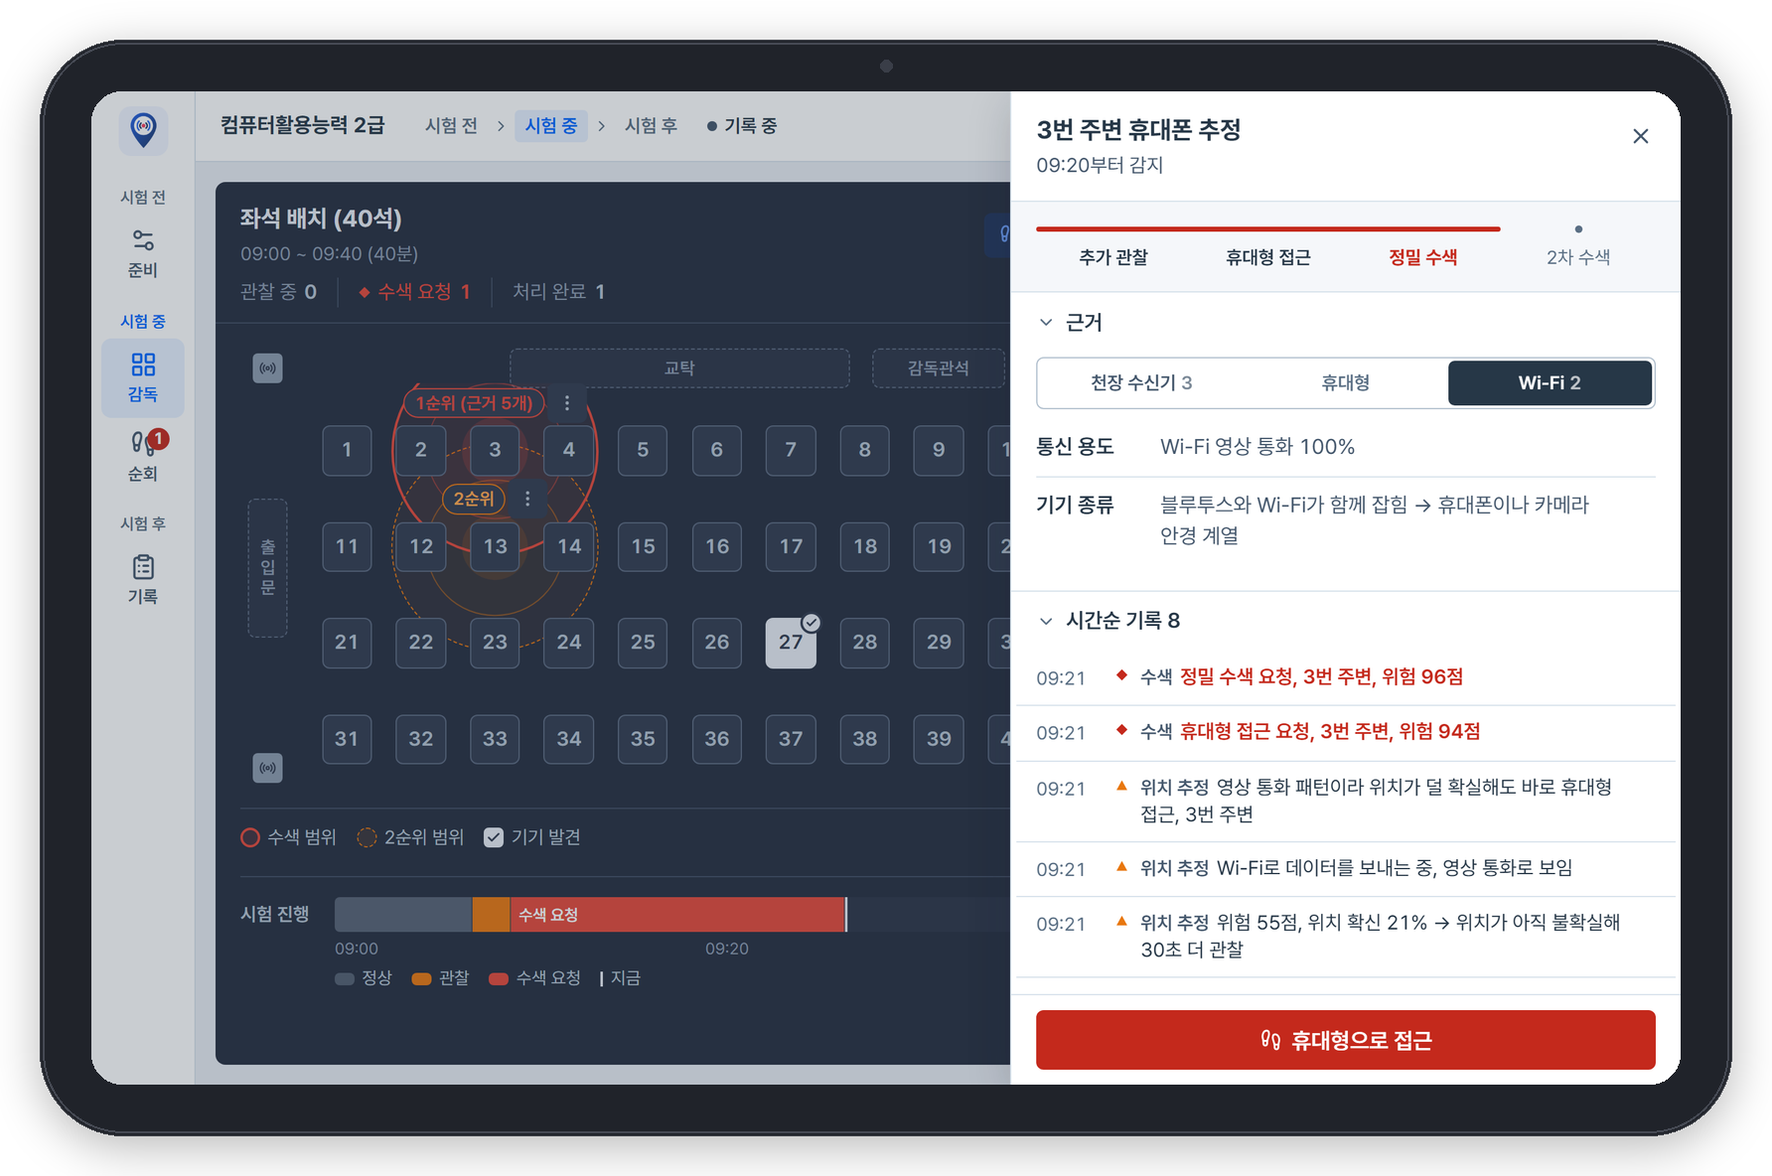 컴퓨터활용능력 2급
시험 전
시험 중
시험 후
기록 중
시험 전
준비
시험 중
감독
1
순회
시험 후
기록
좌석 배치 (40석)
09:00 ~ 09:40 (40분)
관찰 중 0
수색 요청 1
처리 완료 1
교탁
감독관석
1순위 (근거 5개)
1 2 3 4 5 6 7 8 9
2순위
출입문
11 12 13 14 15 16 17 18 19
21 22 23 24 25 26 27 28 29
31 32 33 34 35 36 37 38 39
수색 범위
2순위 범위
기기 발견
시험 진행
수색 요청
09:00
09:20
정상
관찰
수색 요청
지금
3번 주변 휴대폰 추정
09:20부터 감지
추가 관찰
휴대형 접근
정밀 수색
2차 수색
근거
천장 수신기 3
휴대형
Wi-Fi 2
통신 용도
Wi-Fi 영상 통화 100%
기기 종류
블루투스와 Wi-Fi가 함께 잡힘 → 휴대폰이나 카메라
안경 계열
시간순 기록 8
09:21 수색 정밀 수색 요청, 3번 주변, 위험 96점
09:21 수색 휴대형 접근 요청, 3번 주변, 위험 94점
09:21 위치 추정 영상 통화 패턴이라 위치가 덜 확실해도 바로 휴대형
접근, 3번 주변
09:21 위치 추정 Wi-Fi로 데이터를 보내는 중, 영상 통화로 보임
09:21 위치 추정 위험 55점, 위치 확신 21% → 위치가 아직 불확실해
30초 더 관찰
휴대형으로 접근